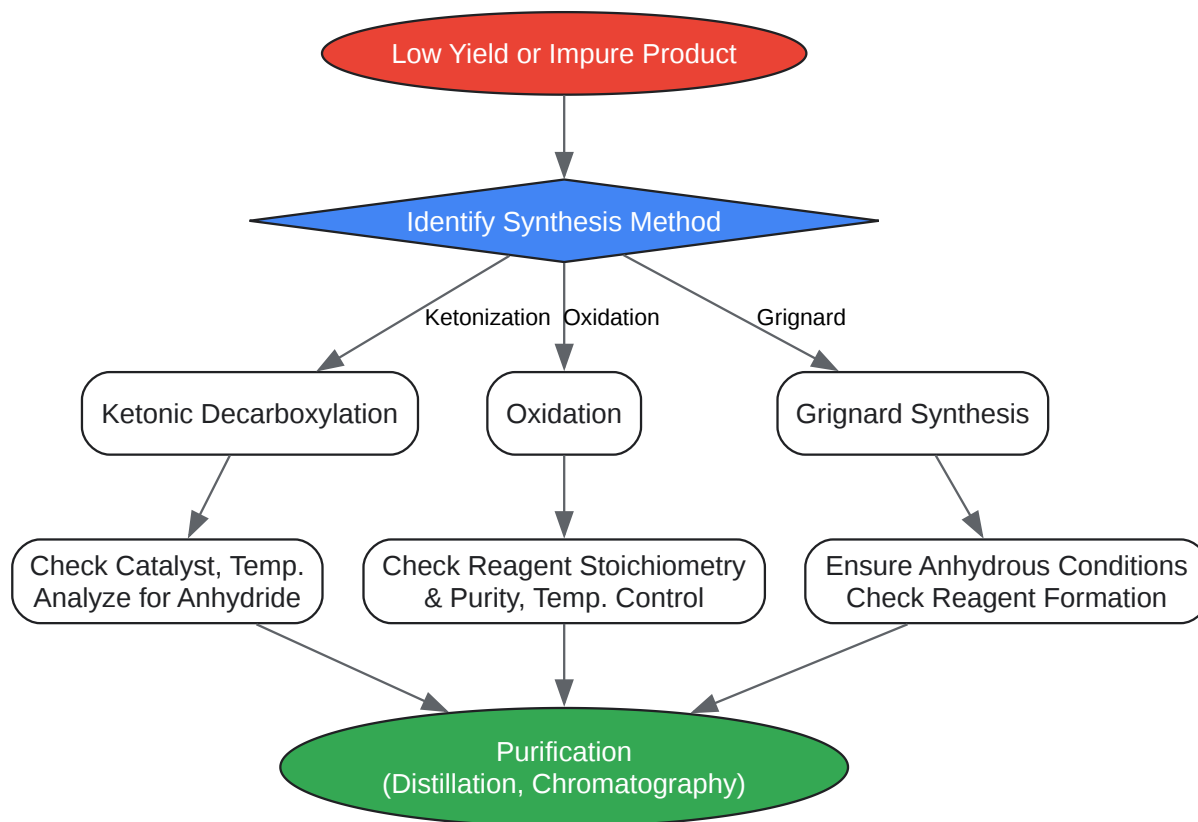 Low Yield or Impure Product
Identify Synthesis Method
Ketonization
Oxidation
Grignard
Ketonic Decarboxylation
Oxidation
Grignard Synthesis
Check Catalyst, Temp.
Analyze for Anhydride
Check Reagent Stoichiometry
& Purity, Temp. Control
Ensure Anhydrous Conditions
Check Reagent Formation
Purification
(Distillation, Chromatography)